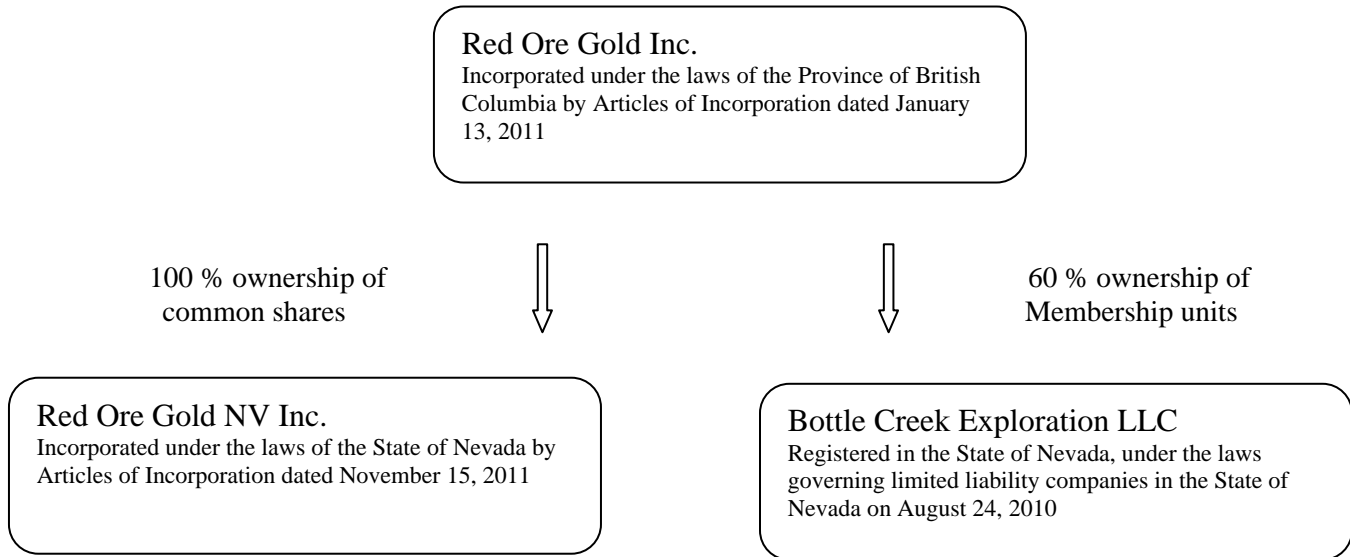 Red Ore Gold Inc.
Incorporated under the laws of the Province of British
Columbia by Articles of Incorporation dated January
13, 2011
100 % ownership of
common shares
60 % ownership of
Membership units
Red Ore Gold NV Inc.
Incorporated under the laws of the State of Nevada by
Articles of Incorporation dated November 15, 2011
Bottle Creek Exploration LLC
Registered in the State of Nevada, under the laws
governing limited liability companies in the State of
Nevada on August 24, 2010